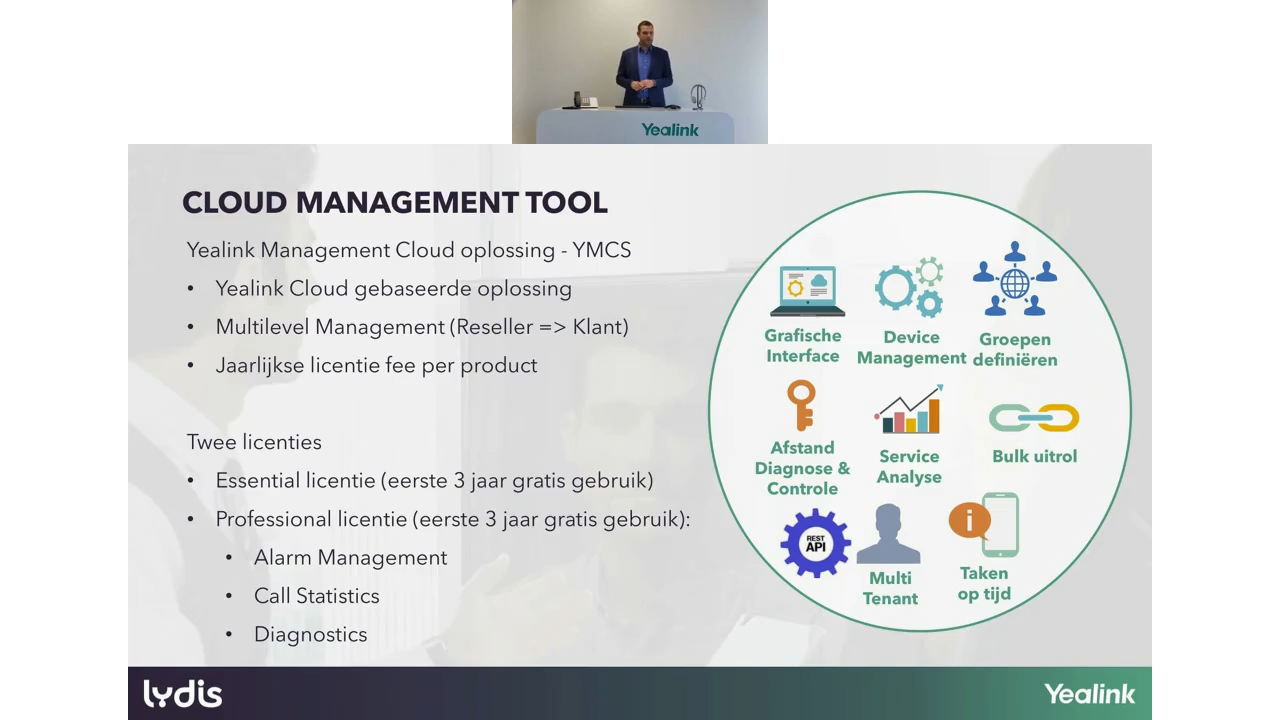 Yealink
CLOUD MANAGEMENT TOOL
Yealink Management Cloud oplossing - YMCS
• Yealink Cloud gebaseerde oplossing
• Multilevel Management (Reseller => Klant)
• Jaarlijkse licentie fee per product
Twee licenties
• Essential licentie (eerste 3 jaar gratis gebruik)
• Professional licentie (eerste 3 jaar gratis gebruik):
• Alarm Management
• Call Statistics
• Diagnostics
Grafische
Interface
Device
Management
Groepen
definiëren
Afstand
Diagnose &
Controle
Service
Analyse
Bulk uitrol
REST
API
Multi
Tenant
i
Taken
op tijd
lydis
Yealink